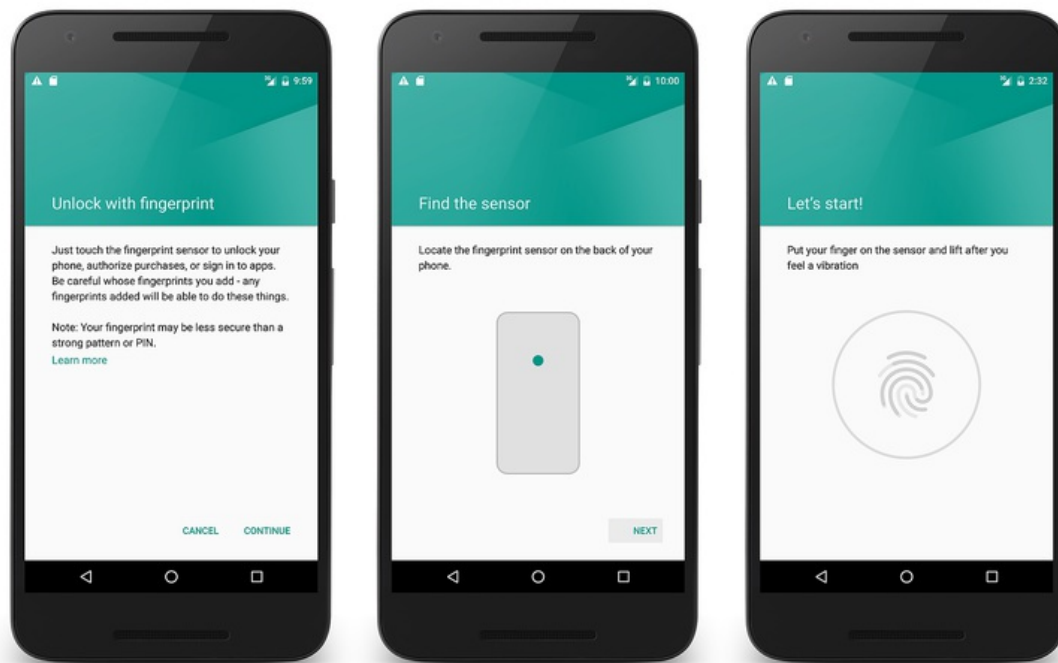 9:59
Unlock with fingerprint
Just touch the fingerprint sensor to unlock your
phone, authorize purchases, or sign in to apps.
Be careful whose fingerprints you add - any
fingerprints added will be able to do these things.
Note: Your fingerprint may be less secure than a
strong pattern or PIN.
Learn more
CANCEL CONTINUE
10:00
Find the sensor
Locate the fingerprint sensor on the back of your
phone.
NEXT
2:32
Let's start!
Put your finger on the sensor and lift after you
feel a vibration